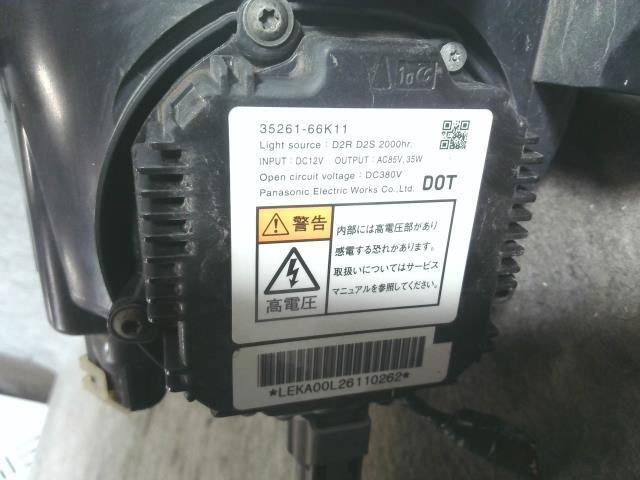 35261-66K11
Light source : D2R D2S 2000hr.
INPUT : DC12V OUTPUT : AC85V, 35W
Open circuit voltage : DC380V
Panasonic Electric Works Co., Ltd. DOT
警告
高電圧
内部には高電圧部があり
感電する恐れがあります。
取扱いについてはサービス
マニュアルを参照してください。
*LEKA00L26110262*